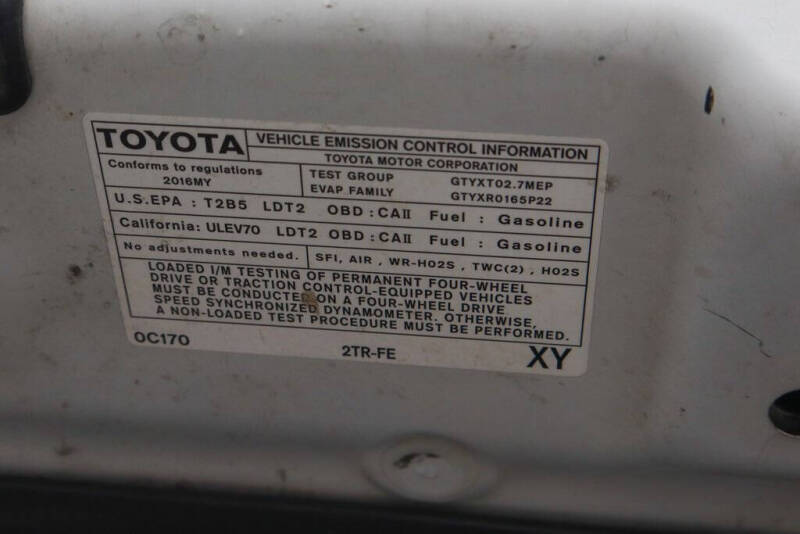 TOYOTA
VEHICLE EMISSION CONTROL INFORMATION
TOYOTA MOTOR CORPORATION
Conforms to regulations
2016MY
TEST GROUP GTYXT02.7MEP
EVAP.FAMILY GTYXR0165P22
U.S.EPA : T2B5 LDT2 OBD : CAII Fuel : Gasoline
California: ULEV70 LDT2 OBD : CAII Fuel : Gasoline
No adjustments needed. SFI, AIR , WR-HO2S , TWC(2) , HO2S
LOADED I/M TESTING OF PERMANENT FOUR-WHEEL
DRIVE OR TRACTION CONTROL-EQUIPPED VEHICLES
MUST BE CONDUCTED ON A FOUR-WHEEL DRIVE
SPEED SYNCHRONIZED DYNAMOMETER. OTHERWISE,
A NON-LOADED TEST PROCEDURE MUST BE PERFORMED.
0C170 2TR-FE XY